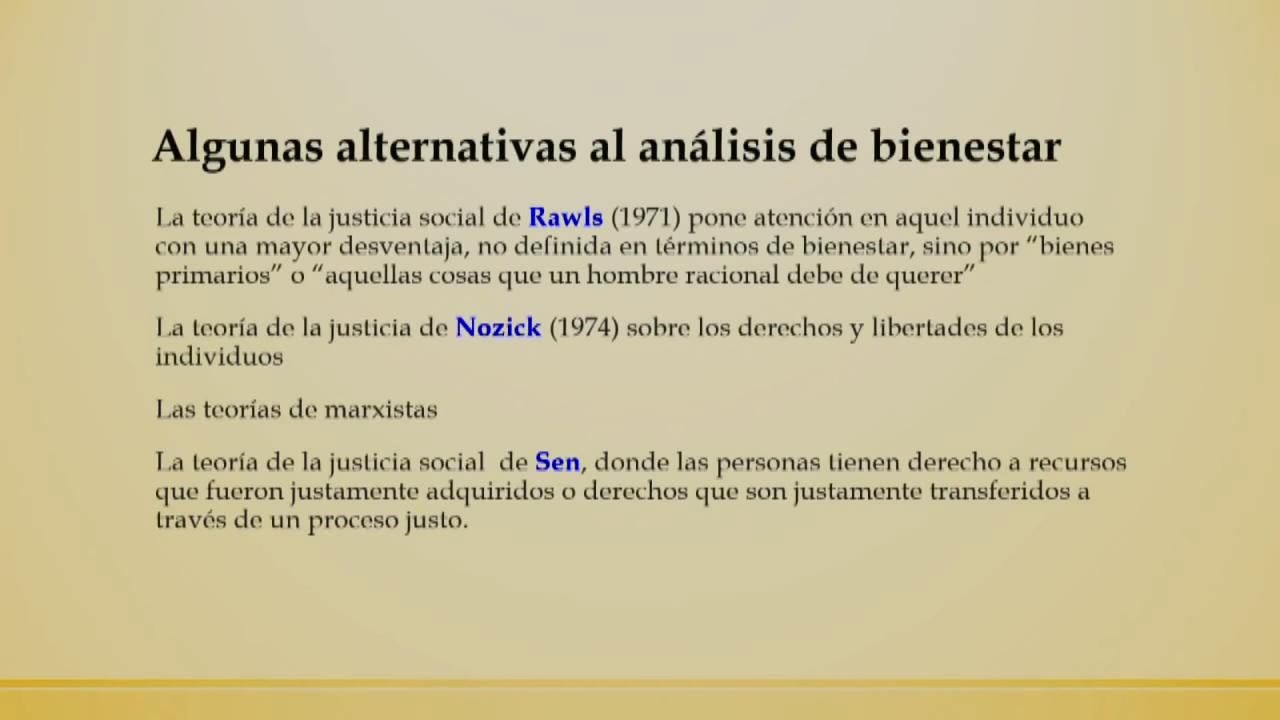 Algunas alternativas al análisis de bienestar
La teoría de la justicia social de Rawls (1971) pone atención en aquel individuo
con una mayor desventaja, no definida en términos de bienestar, sino por “bienes
primarios” o “aquellas cosas que un hombre racional debe de querer”
La teoría de la justicia de Nozick (1974) sobre los derechos y libertades de los
individuos
Las teorías de marxistas
La teoría de la justicia social de Sen, donde las personas tienen derecho a recursos
que fueron justamente adquiridos o derechos que son justamente transferidos a
través de un proceso justo.